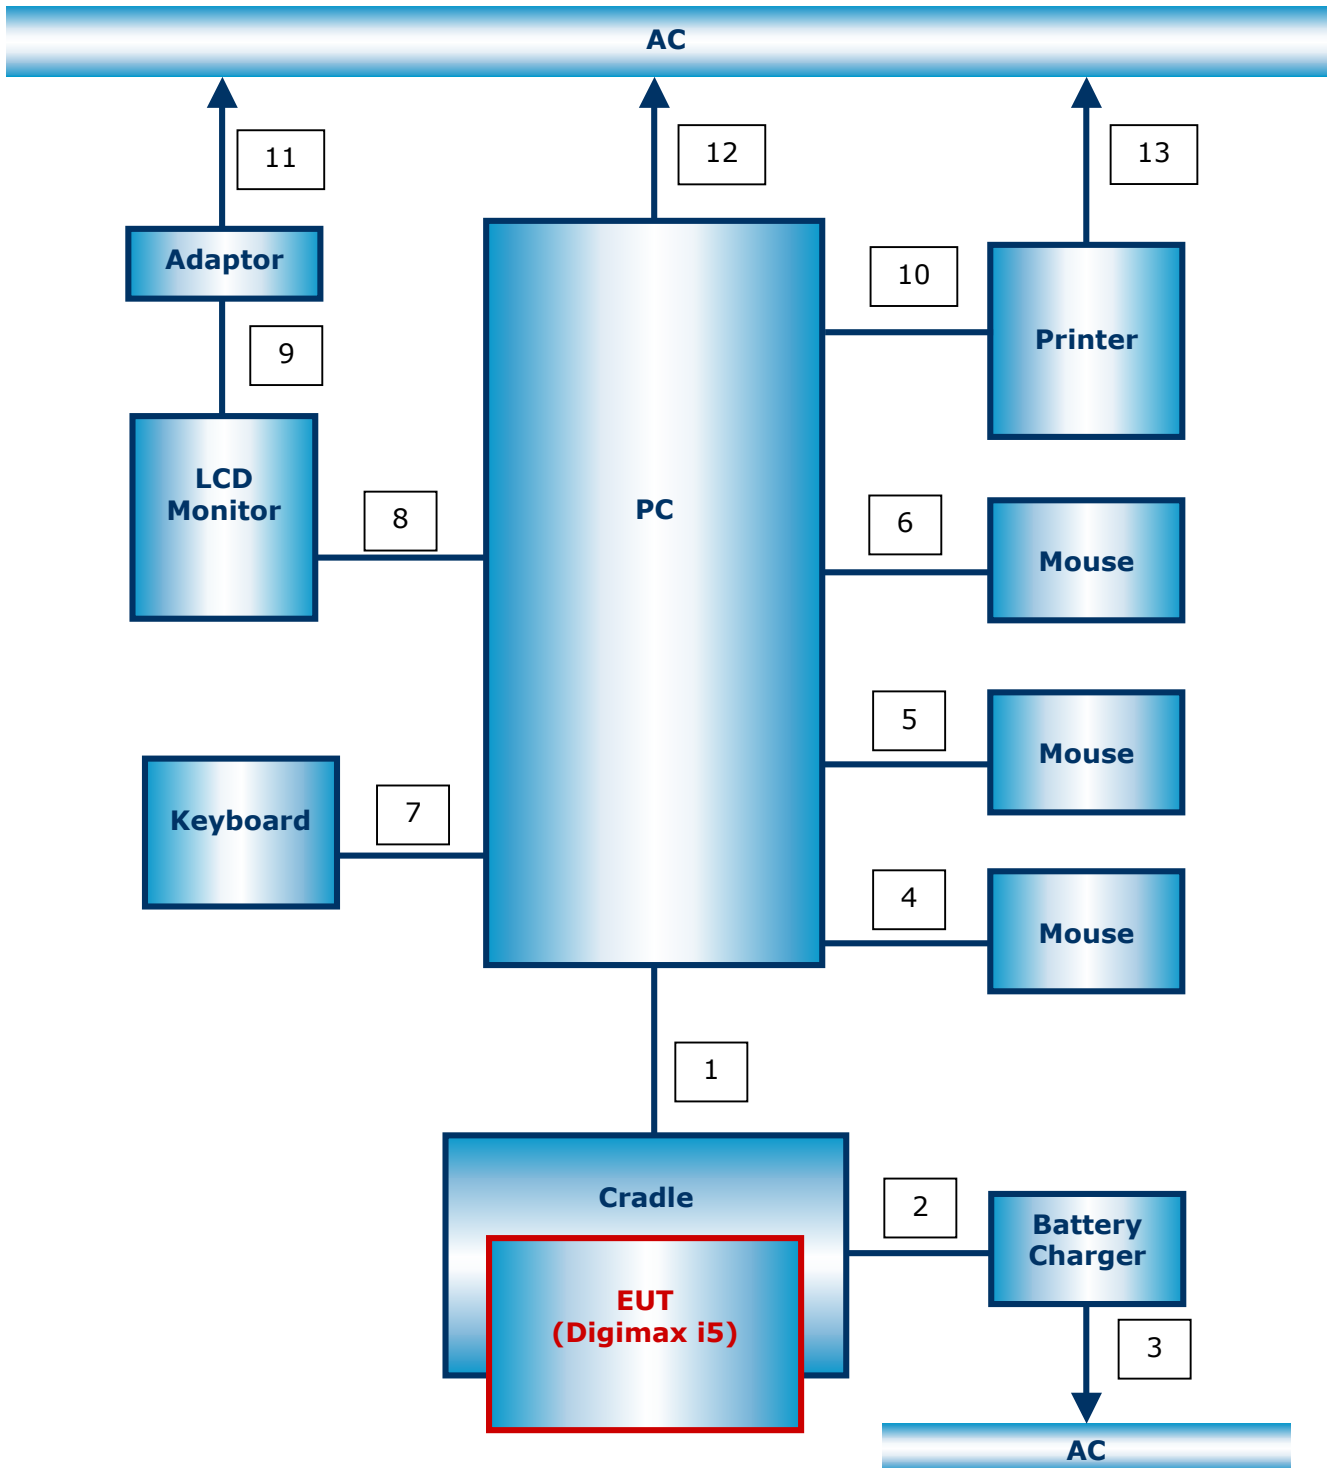 AC
11
12
13
Adaptor
10
Printer
9
LCD
Monitor
8
PC
6
Mouse
5
Mouse
Keyboard
7
4
Mouse
1
Cradle
2
Battery
Charger
EUT
(Digimax i5)
3
AC